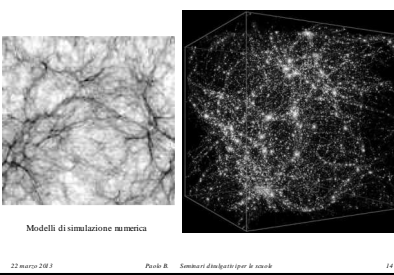 Modelli di simulazione numerica
22 marzo 2013 Paolo B. Seminari divulgativi per le scuole 14